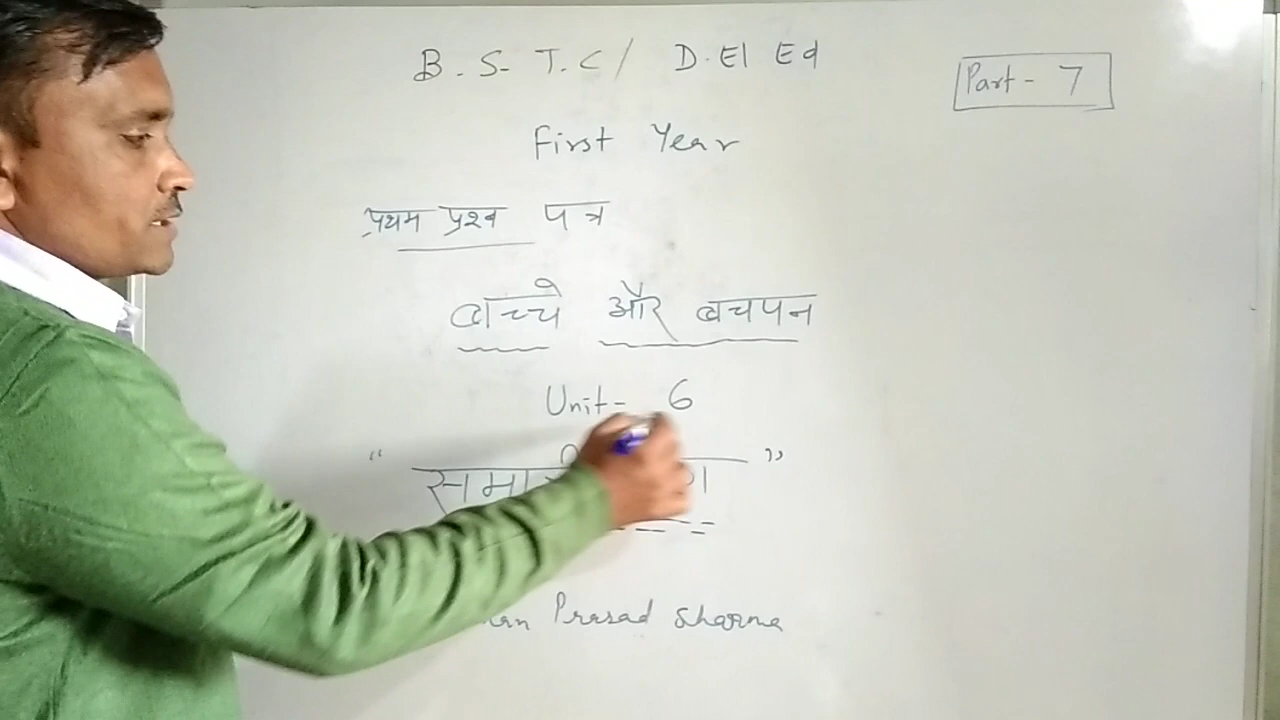 B.S.T.C/ D.El Ed
Part- 7
First Year
प्रथम प्रश्न पत्र
बच्चे और बचपन
Unit- 6
Prasad Sharma